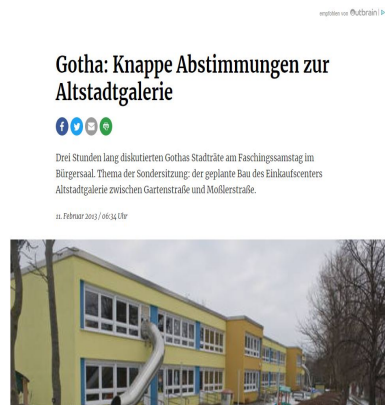 empfohlen von Outbrain
Gotha: Knappe Abstimmungen zur
Altstadtgalerie
Drei Stunden lang diskutierten Gothas Stadträte am Faschingssamstag im
Bürgersaal. Thema der Sondersitzung: der geplante Bau des Einkaufscenters
Altstadtgalerie zwischen Gartenstraße und Moßlerstraße.
11. Februar 2013 / 06:34 Uhr